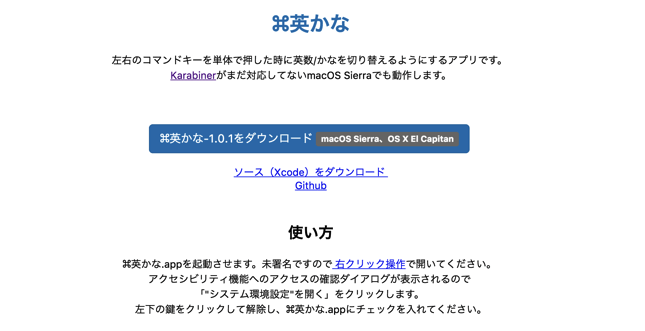 ⌘英かな
左右のコマンドキーを単体で押した時に英数/かなを切り替えるようにするアプリです。
Karabinerがまだ対応してないmacOS Sierraでも動作します。
⌘英かな-1.0.1をダウンロード macOS Sierra、OS X El Capitan
ソース（Xcode）をダウンロード
Github
使い方
⌘英かな.appを起動させます。未署名ですので 右クリック操作で開いてください。
アクセシビリティ機能へのアクセスの確認ダイアログが表示されるので
「"システム環境設定"を開く」をクリックします。
左下の鍵をクリックして解除し、⌘英かな.appにチェックを入れてください。